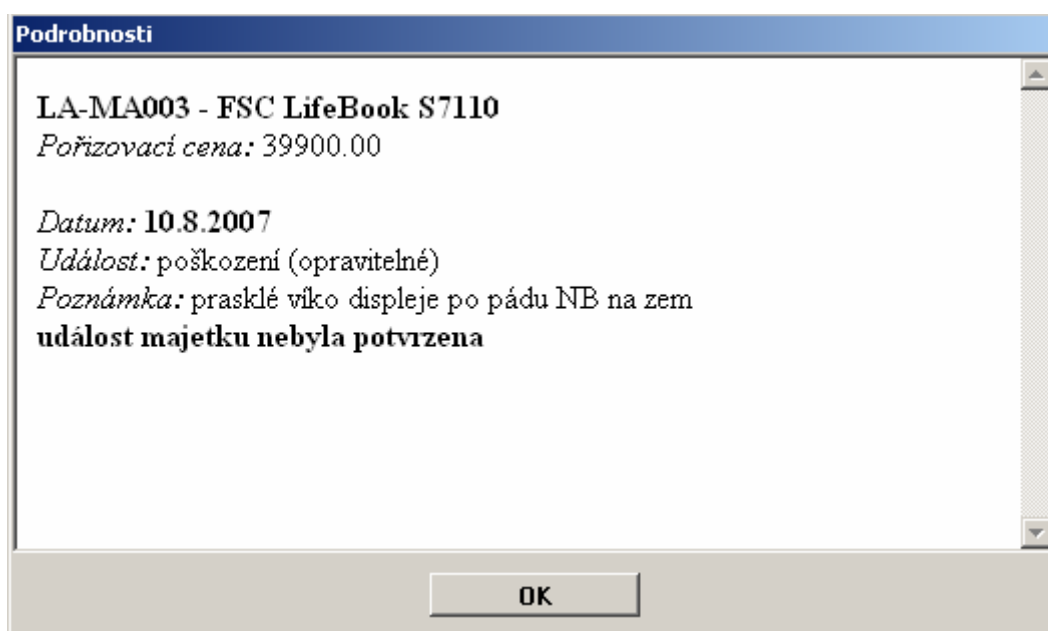 Podrobnosti
LA-MA003 - FSC LifeBook S7110
Pořizovací cena: 39900.00
Datum: 10.8.2007
Událost: poškození (opravitelné)
Poznámka: prasklé víko displeje po pádu NB na zem
událost majetku nebyla potvrzena
OK